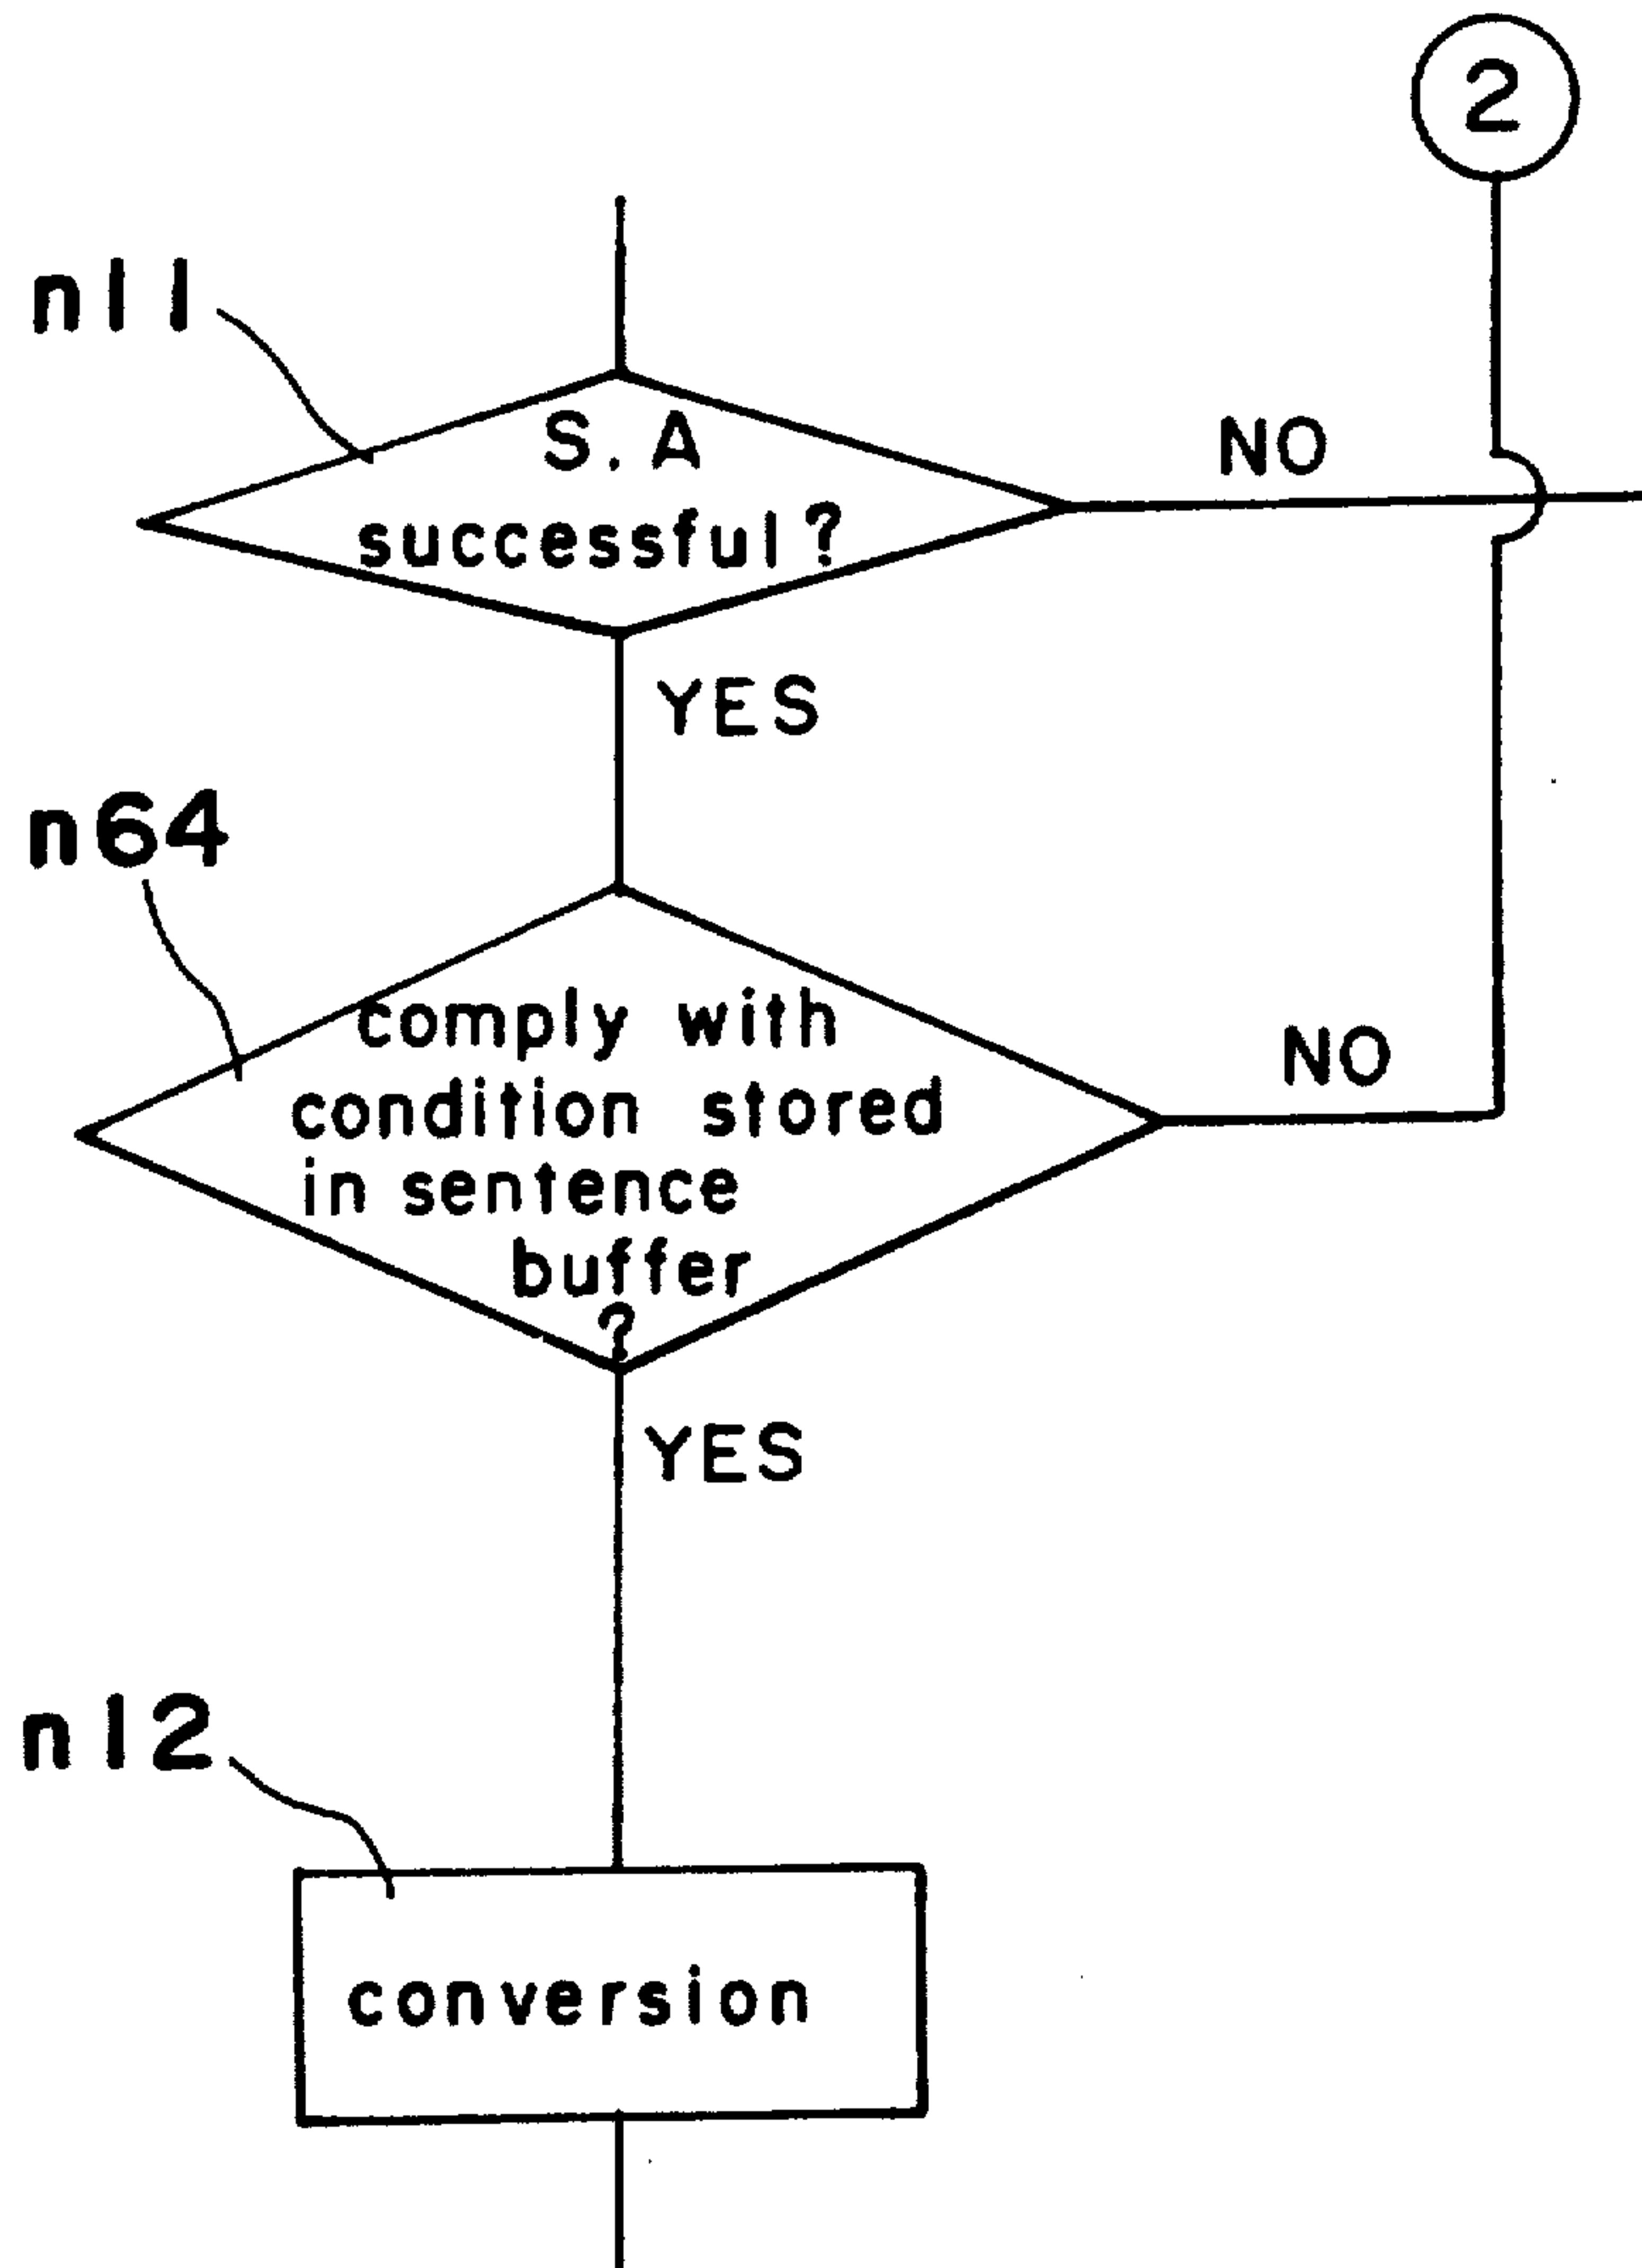 2
n11
S. A
NO
successful?
YES
n64
comply with
NO
condition stored
in sentence
buffer
?
YES
n12
conversion